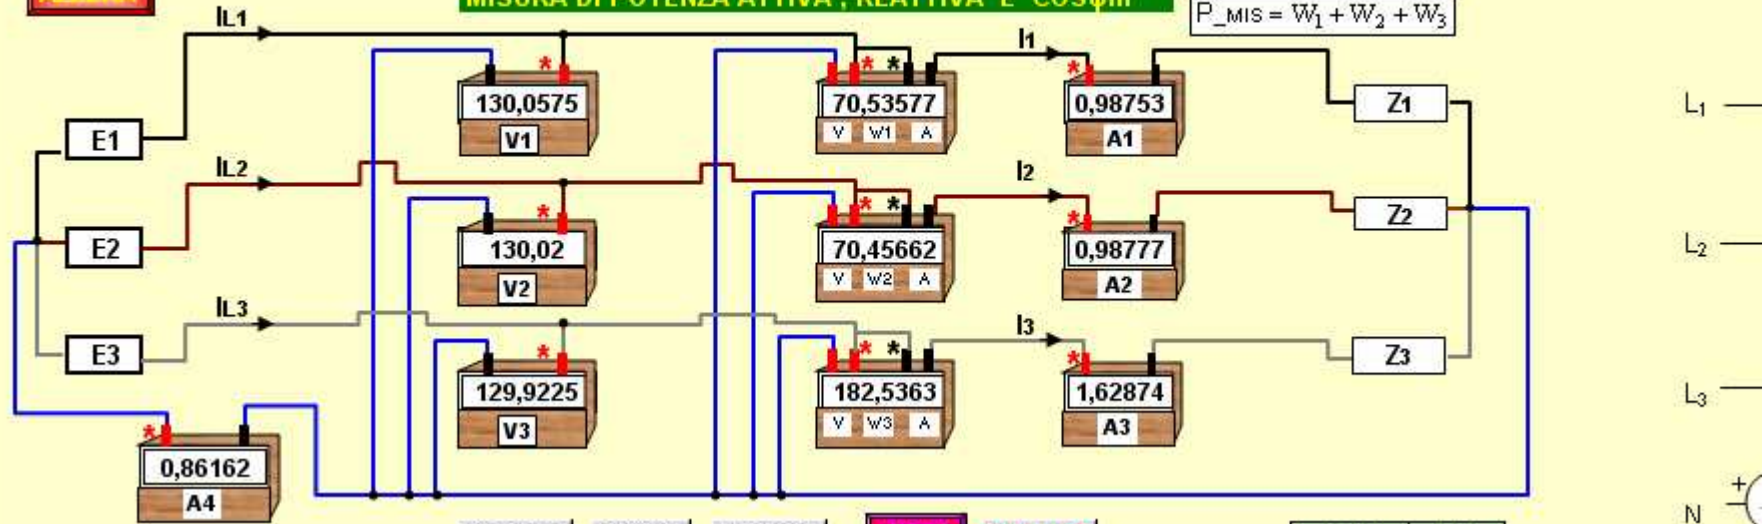 MISURA DI POTENZA ATTIVA , REATTIVA E COSφm
P_MIS = W1 + W2 + W3
IL1
I1
* * * *
130,0575
70,53577
0,98753
Z1
L1
V1
V W1 A
A1
E1
IL2
I2
* * * *
130,02
70,45662
0,98777
Z2
E2
L2
V2
V W2 A
A2
IL3
I3
* * * *
E3
Z3
129,9225
182,5363
1,62874
L3
V3
V W3 A
A3
*
0,86162
A4
+
N